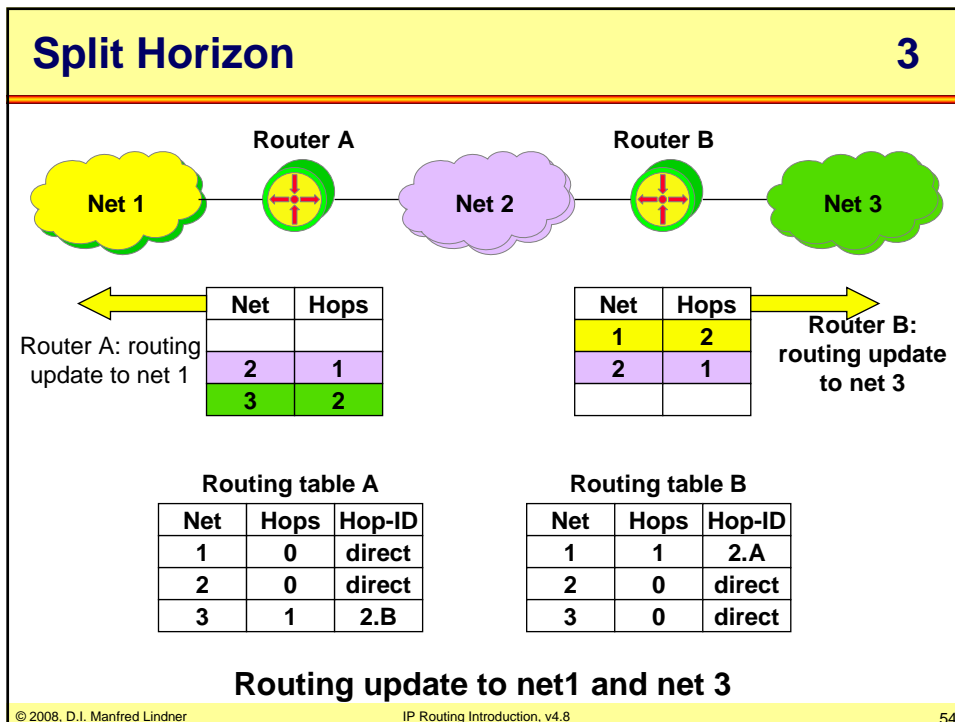 Split Horizon 3
Router A Router B
Net 1 Net 2 Net 3
Net Hops
2 1
3 2
Router A: routing
update to net 1
Net Hops
1 2
2 1
Router B:
routing update
to net 3
Routing table A
Net Hops Hop-ID
1 0 direct
2 0 direct
3 1 2.B
Routing table B
Net Hops Hop-ID
1 1 2.A
2 0 direct
3 0 direct
Routing update to net1 and net 3
© 2008, D.I. Manfred Lindner IP Routing Introduction, v4.8 54